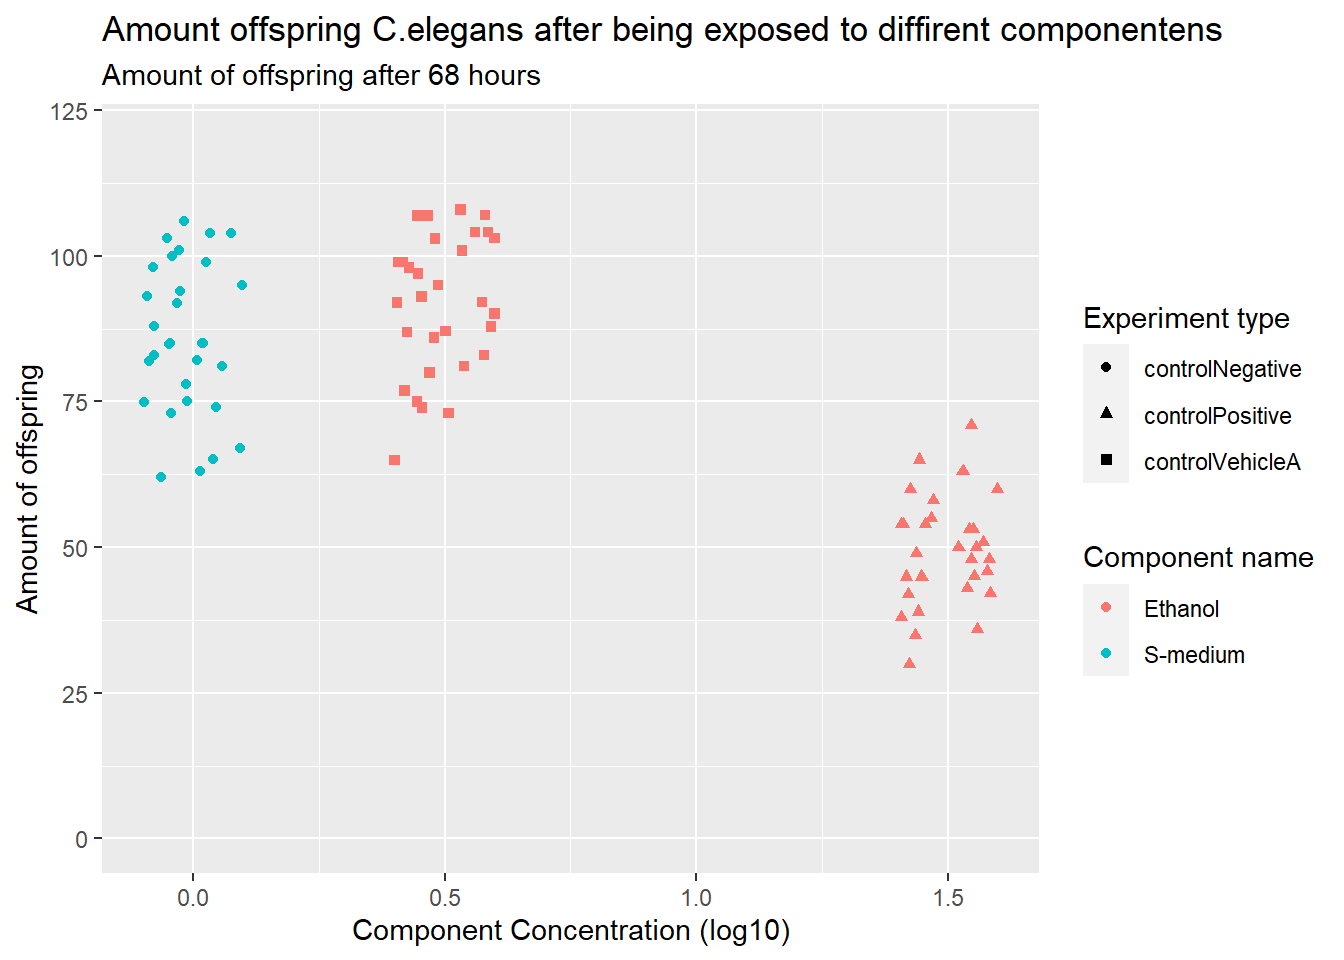 Amount offspring C.elegans after being exposed to diffirent componentens
Amount of offspring after 68 hours
125
100
75
50
25
0
Amount of offspring
0.0
0.5
1.0
1.5
Component Concentration (log10)
Experiment type
controlNegative
controlPositive
controlVehicleA
Component name
Ethanol
S-medium